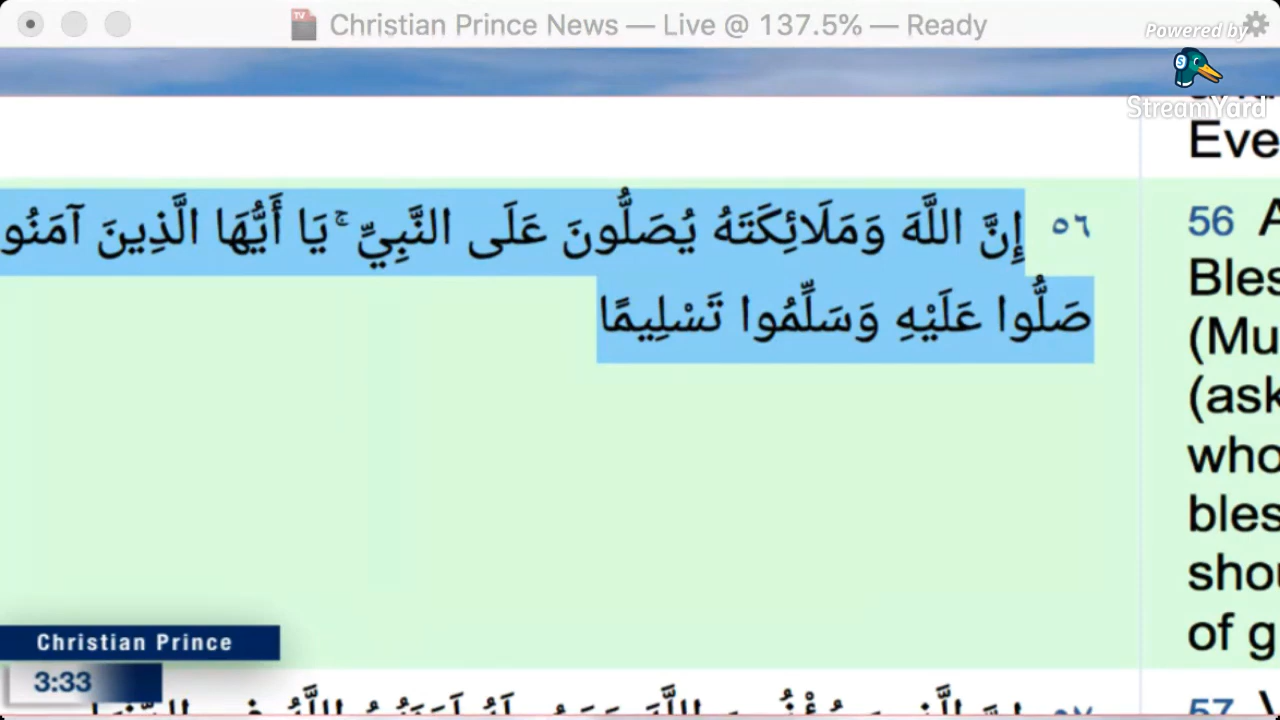 Christian Prince News — Live @ 137.5% — Ready
Powered by
StreamYard
Eve
٥٦ إِنَّ اللَّهَ وَمَلَائِكَتَهُ يُصَلُّونَ عَلَى النَّبِيِّ ۚ يَا أَيُّهَا الَّذِينَ آمَنُو
صَلُّوا عَلَيْهِ وَسَلِّمُوا تَسْلِيمًا
56 A
Bles
(Mu
(ask
who
bles
shou
of g
Christian Prince
3:33
57